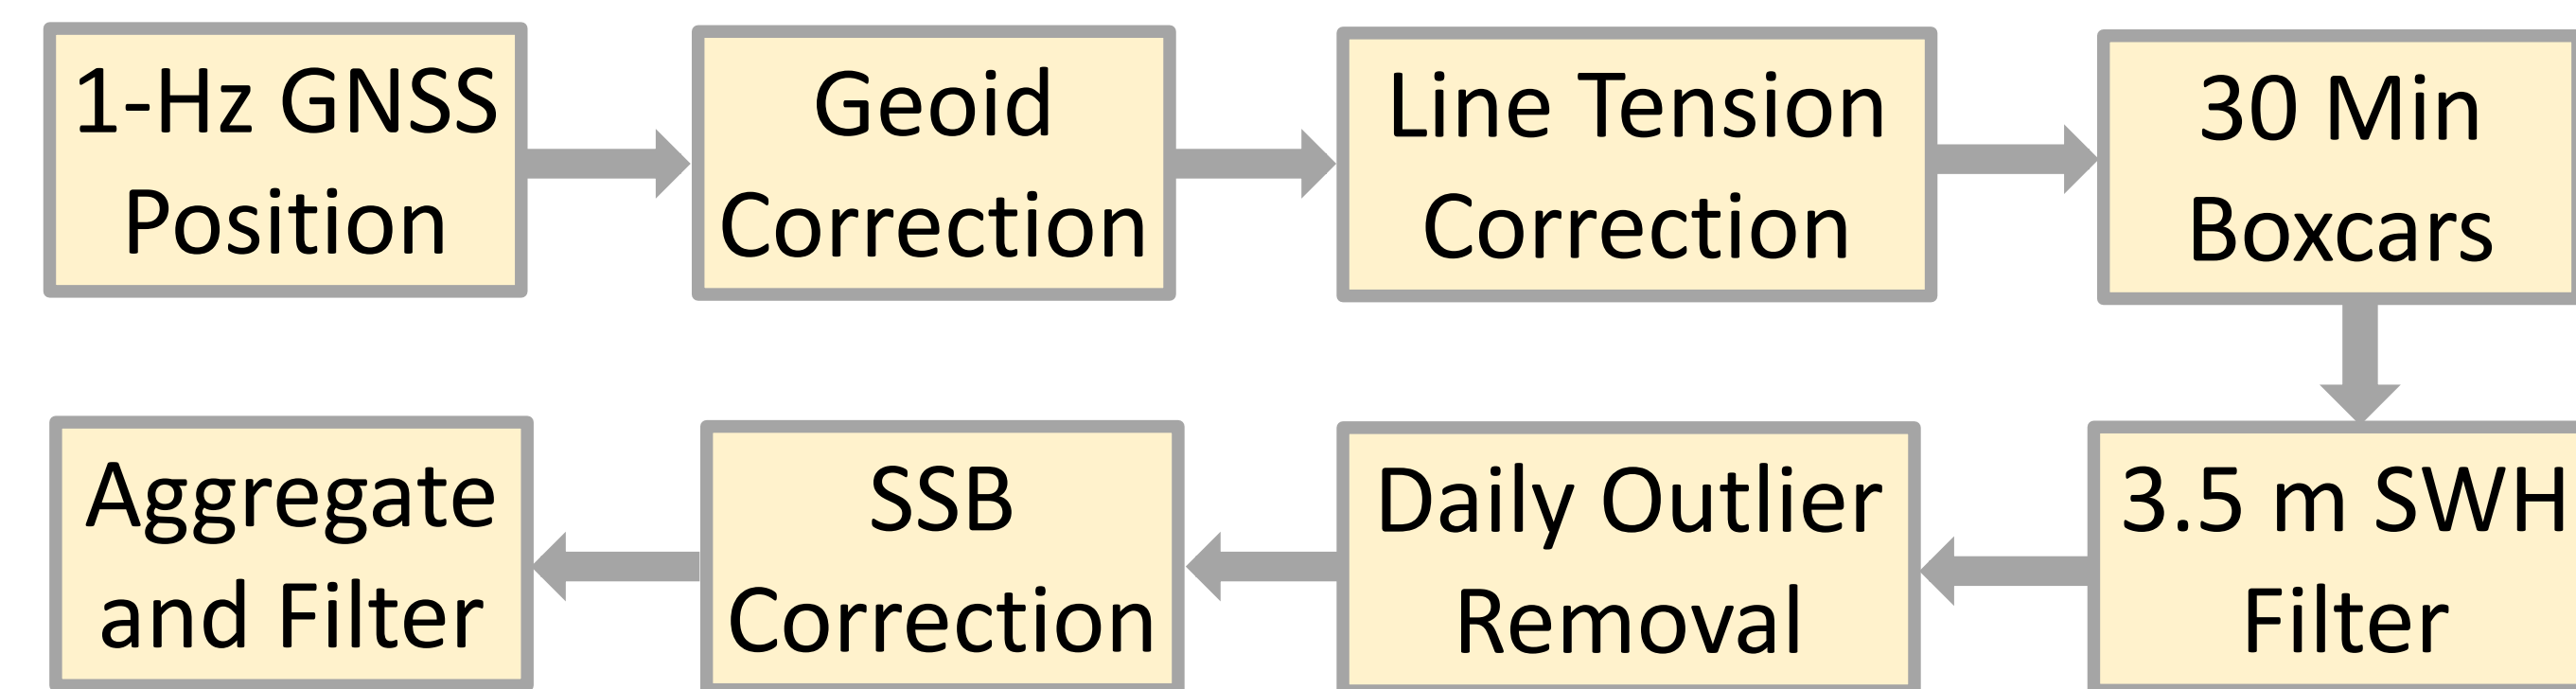 1-Hz GNSS
Position
Geoid
Correction
Line Tension
Correction
30 Min
Boxcars
3.5 m SWH
Filter
Daily Outlier
Removal
SSB
Correction
Aggregate
and Filter